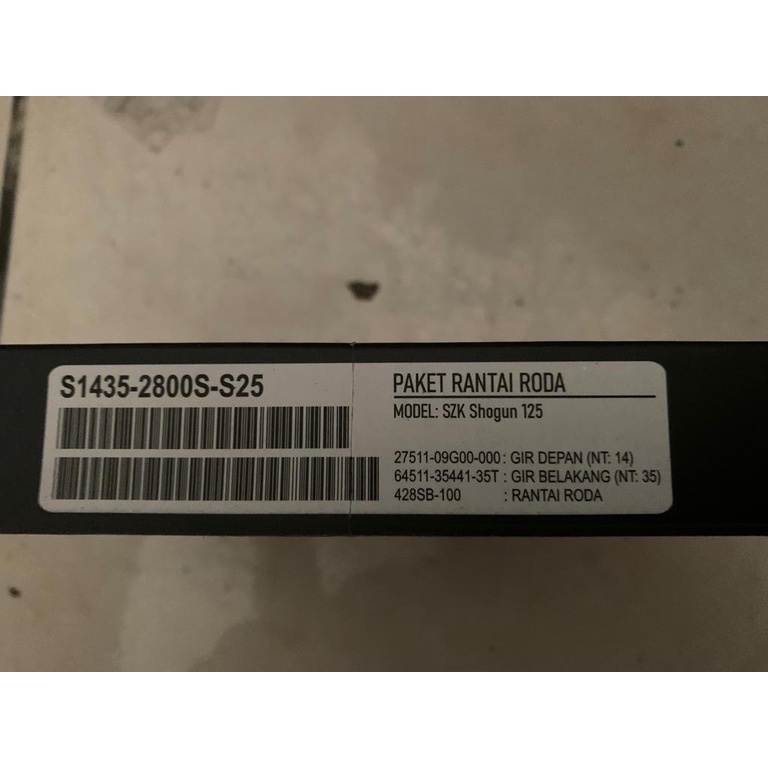 S1435-2800S-S25
PAKET RANTAI RODA
MODEL: SZK Shogun 125
27511-09G00-000 : GIR DEPAN (NT: 14)
64511-35441-35T : GIR BELAKANG (NT: 35)
428SB-100 : RANTAI RODA